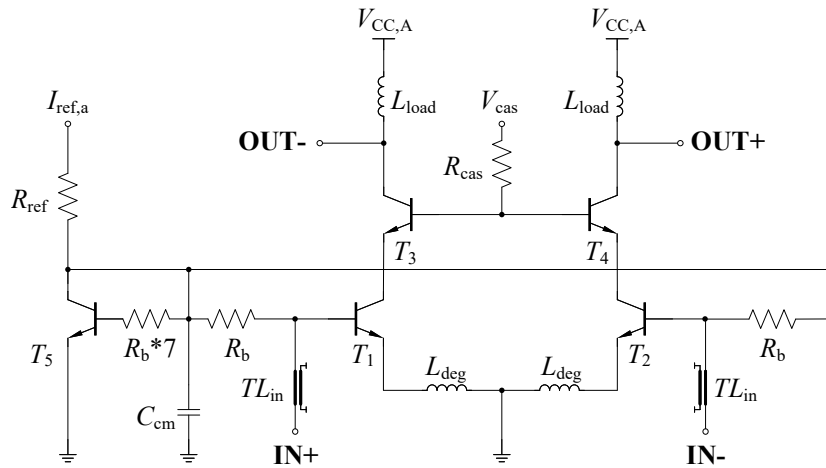 V_CC,A V_CC,A
I_ref,a L_load V_cas L_load
OUT- OUT+
R_ref R_cas
T_3 T_4
T_5 R_b*7 R_b T_1 L_deg L_deg T_2 R_b
C_cm TL_in TL_in
IN+ IN-